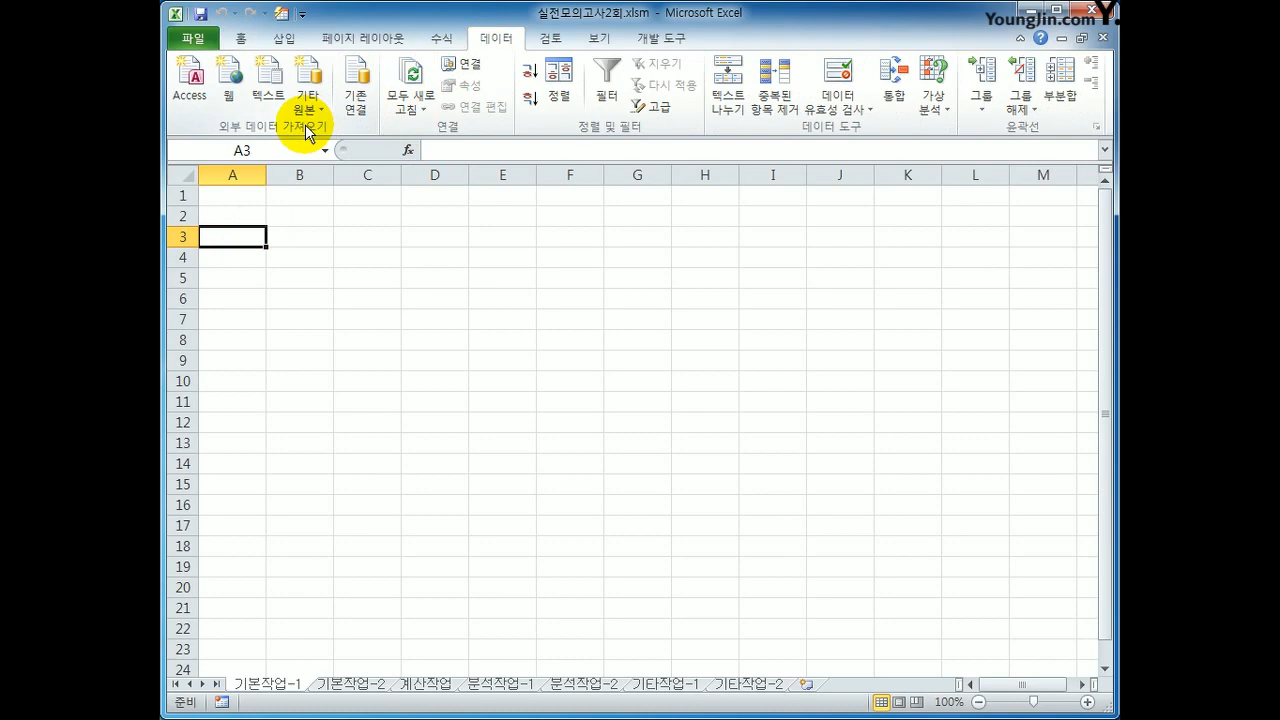 실전모의고사2회.xlsm - Microsoft Excel
YoungJin.com Y.
파일 홈 삽입 페이지 레이아웃 수식 데이터 검토 보기 개발 도구
Access 웹 텍스트 기타 원본 기존 연결 모두 새로 고침 연결 속성 연결 편집 정렬 필터 지우기 다시 적용 고급 텍스트 나누기 중복된 항목 제거 데이터 유효성 검사 통합 가상 분석 그룹 그룹 해제 부분합
외부 데이터 가져오기 연결 정렬 및 필터 데이터 도구 윤곽선
A3 fx
A B C D E F G H I J K L M
1
2
3
4
5
6
7
8
9
10
11
12
13
14
15
16
17
18
19
20
21
22
23
24
기본작업-1 기본작업-2 계산작업 분석작업-1 분석작업-2 기타작업-1 기타작업-2
준비 100%